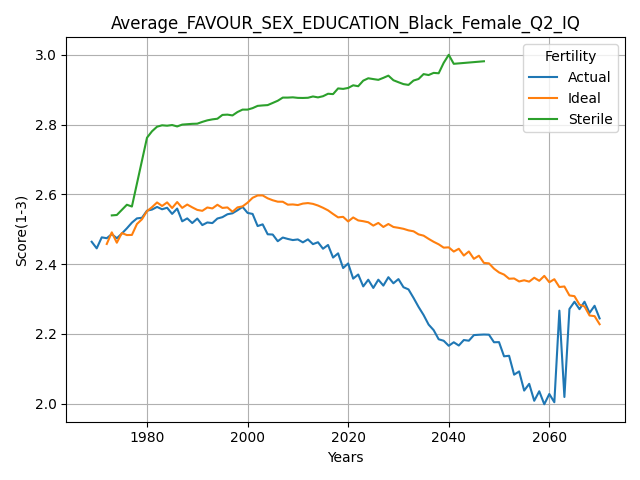 Average_FAVOUR_SEX_EDUCATION_Black_Female_Q2_IQ
Score(1-3)
3.0
2.8
2.6
2.4
2.2
2.0
Fertility
Actual
Ideal
Sterile
1980
2000
2020
2040
2060
Years